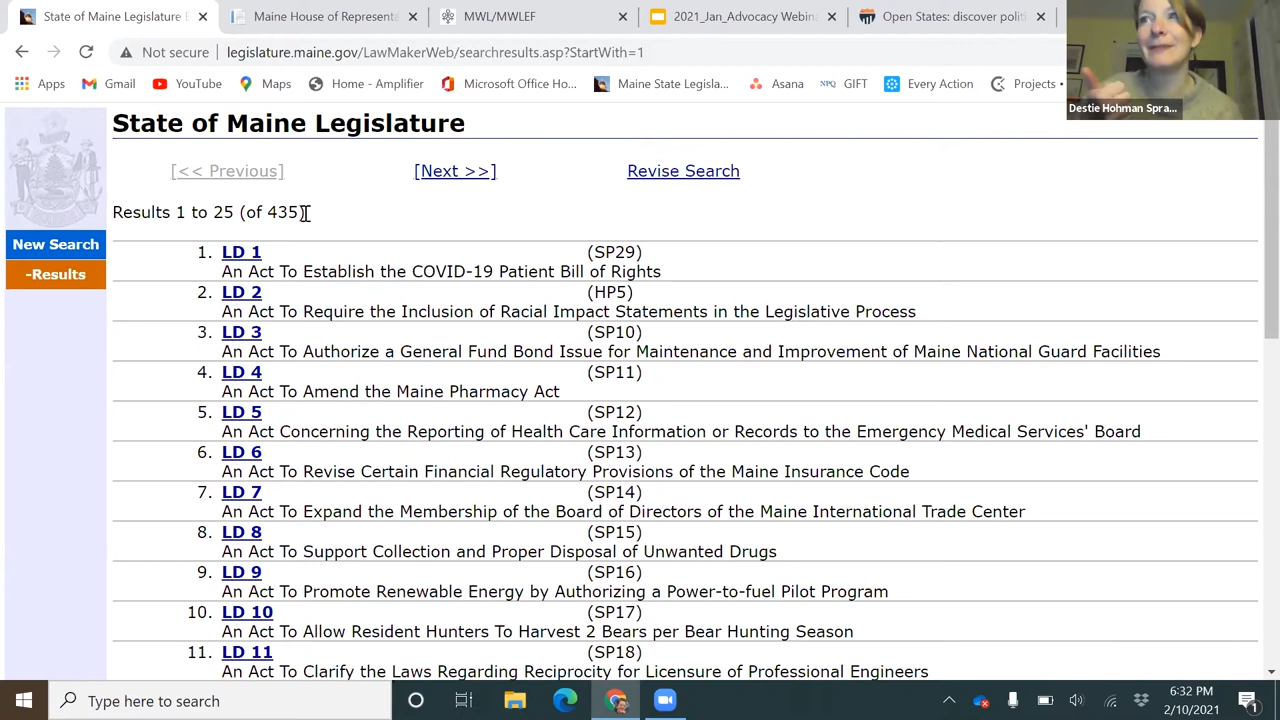 State of Maine Legislature B
Maine House of Represent
MWL/MWLEF
2021_Jan_Advocacy Webina
Open States: discover polit
Not secure
legislature.maine.gov/LawMakerWeb/searchresults.asp?StartWith=1
Apps
Gmail
YouTube
Maps
Home - Amplifier
Microsoft Office Ho...
Maine State Legisla...
Asana
NPQ
GIFT
Every Action
Projects
Destie Hohman Spra...
State of Maine Legislature
[<< Previous]
[Next >>]
Revise Search
Results 1 to 25 (of 435)
New Search
-Results
1. LD 1 (SP29)
An Act To Establish the COVID-19 Patient Bill of Rights
2. LD 2 (HP5)
An Act To Require the Inclusion of Racial Impact Statements in the Legislative Process
3. LD 3 (SP10)
An Act To Authorize a General Fund Bond Issue for Maintenance and Improvement of Maine National Guard Facilities
4. LD 4 (SP11)
An Act To Amend the Maine Pharmacy Act
5. LD 5 (SP12)
An Act Concerning the Reporting of Health Care Information or Records to the Emergency Medical Services' Board
6. LD 6 (SP13)
An Act To Revise Certain Financial Regulatory Provisions of the Maine Insurance Code
7. LD 7 (SP14)
An Act To Expand the Membership of the Board of Directors of the Maine International Trade Center
8. LD 8 (SP15)
An Act To Support Collection and Proper Disposal of Unwanted Drugs
9. LD 9 (SP16)
An Act To Promote Renewable Energy by Authorizing a Power-to-fuel Pilot Program
10. LD 10 (SP17)
An Act To Allow Resident Hunters To Harvest 2 Bears per Bear Hunting Season
11. LD 11 (SP18)
An Act To Clarify the Laws Regarding Reciprocity for Licensure of Professional Engineers
Type here to search
6:32 PM
2/10/2021
1